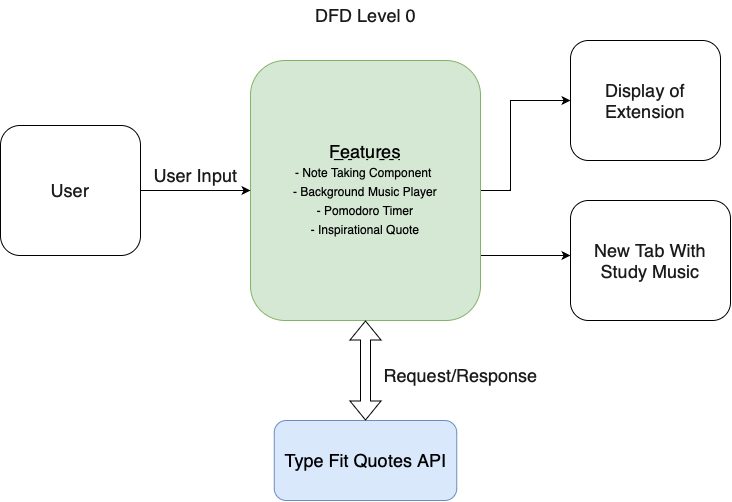 DFD Level 0
User
User Input
Features
- Note Taking Component
- Background Music Player
- Pomodoro Timer
- Inspirational Quote
Display of
Extension
New Tab With
Study Music
Request/Response
Type Fit Quotes API